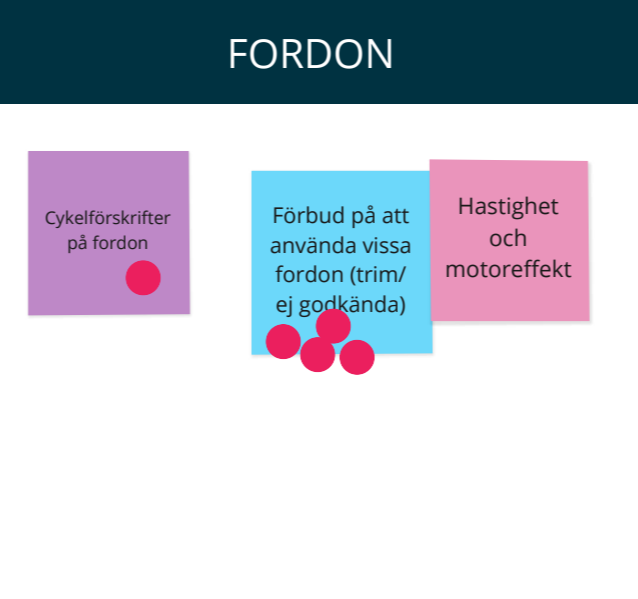 FORDON
Cykelförskrifter
på fordon
Förbud på att
använda vissa
fordon (trim/
ej godkända)
Hastighet
och
motoreffekt